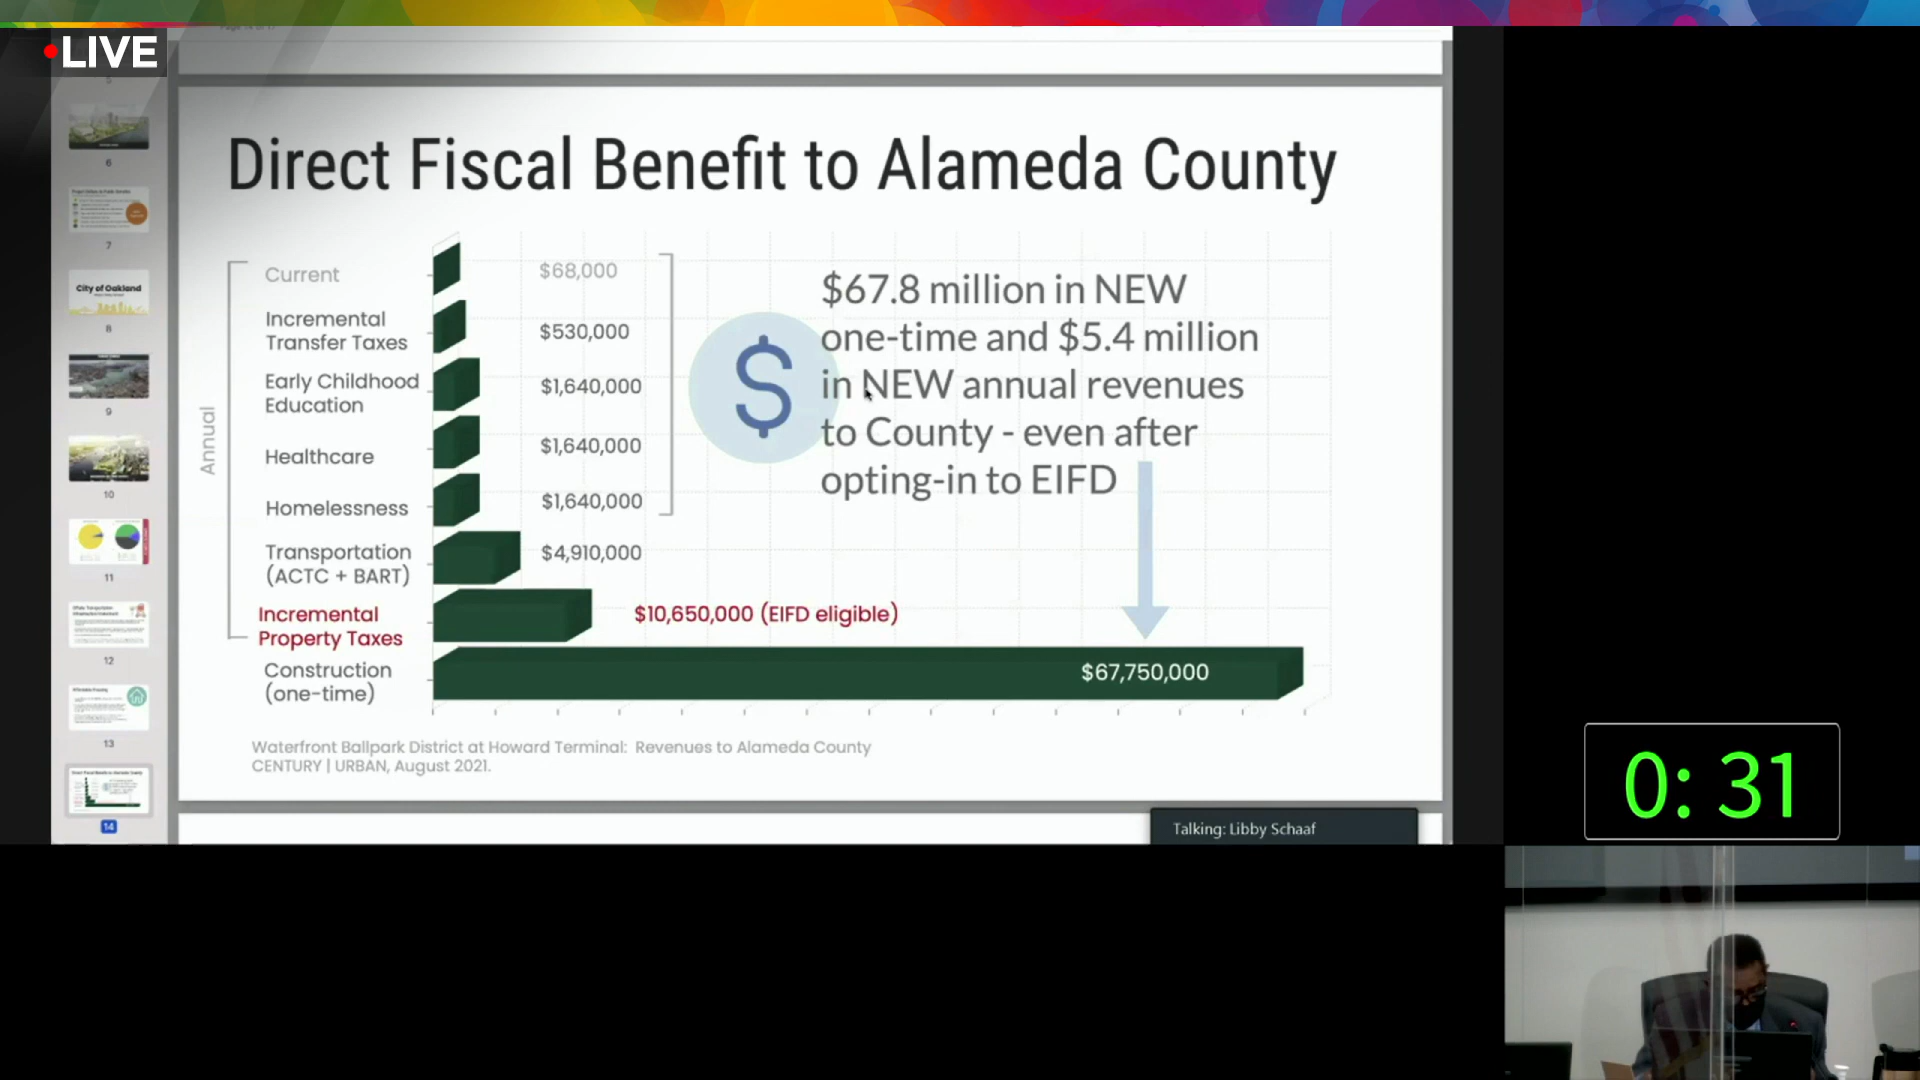 LIVE
6
7
City of Oakland
8
9
10
11
12
13
14
Direct Fiscal Benefit to Alameda County
Annual
Current
$68,000
Incremental
Transfer Taxes
$530,000
Early Childhood
Education
$1,640,000
Healthcare
$1,640,000
Homelessness
$1,640,000
Transportation
(ACTC + BART)
$4,910,000
Incremental
Property Taxes
$10,650,000 (EIFD eligible)
Construction
(one-time)
$67,750,000
$
$67.8 million in NEW
one-time and $5.4 million
in NEW annual revenues
to County - even after
opting-in to EIFD
Waterfront Ballpark District at Howard Terminal: Revenues to Alameda County
CENTURY | URBAN, August 2021.
Talking: Libby Schaaf
0: 31